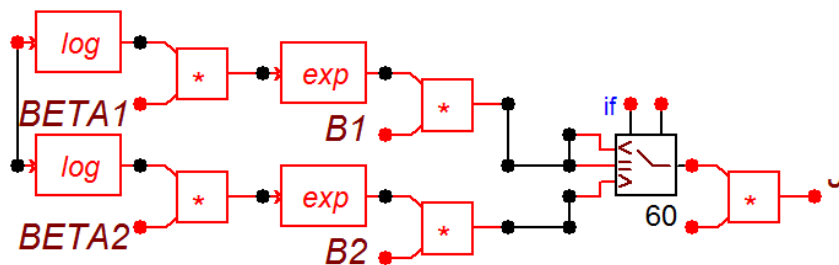 log * exp *
BETA1 B1 if
log * exp * < = > *
BETA2 B2 60